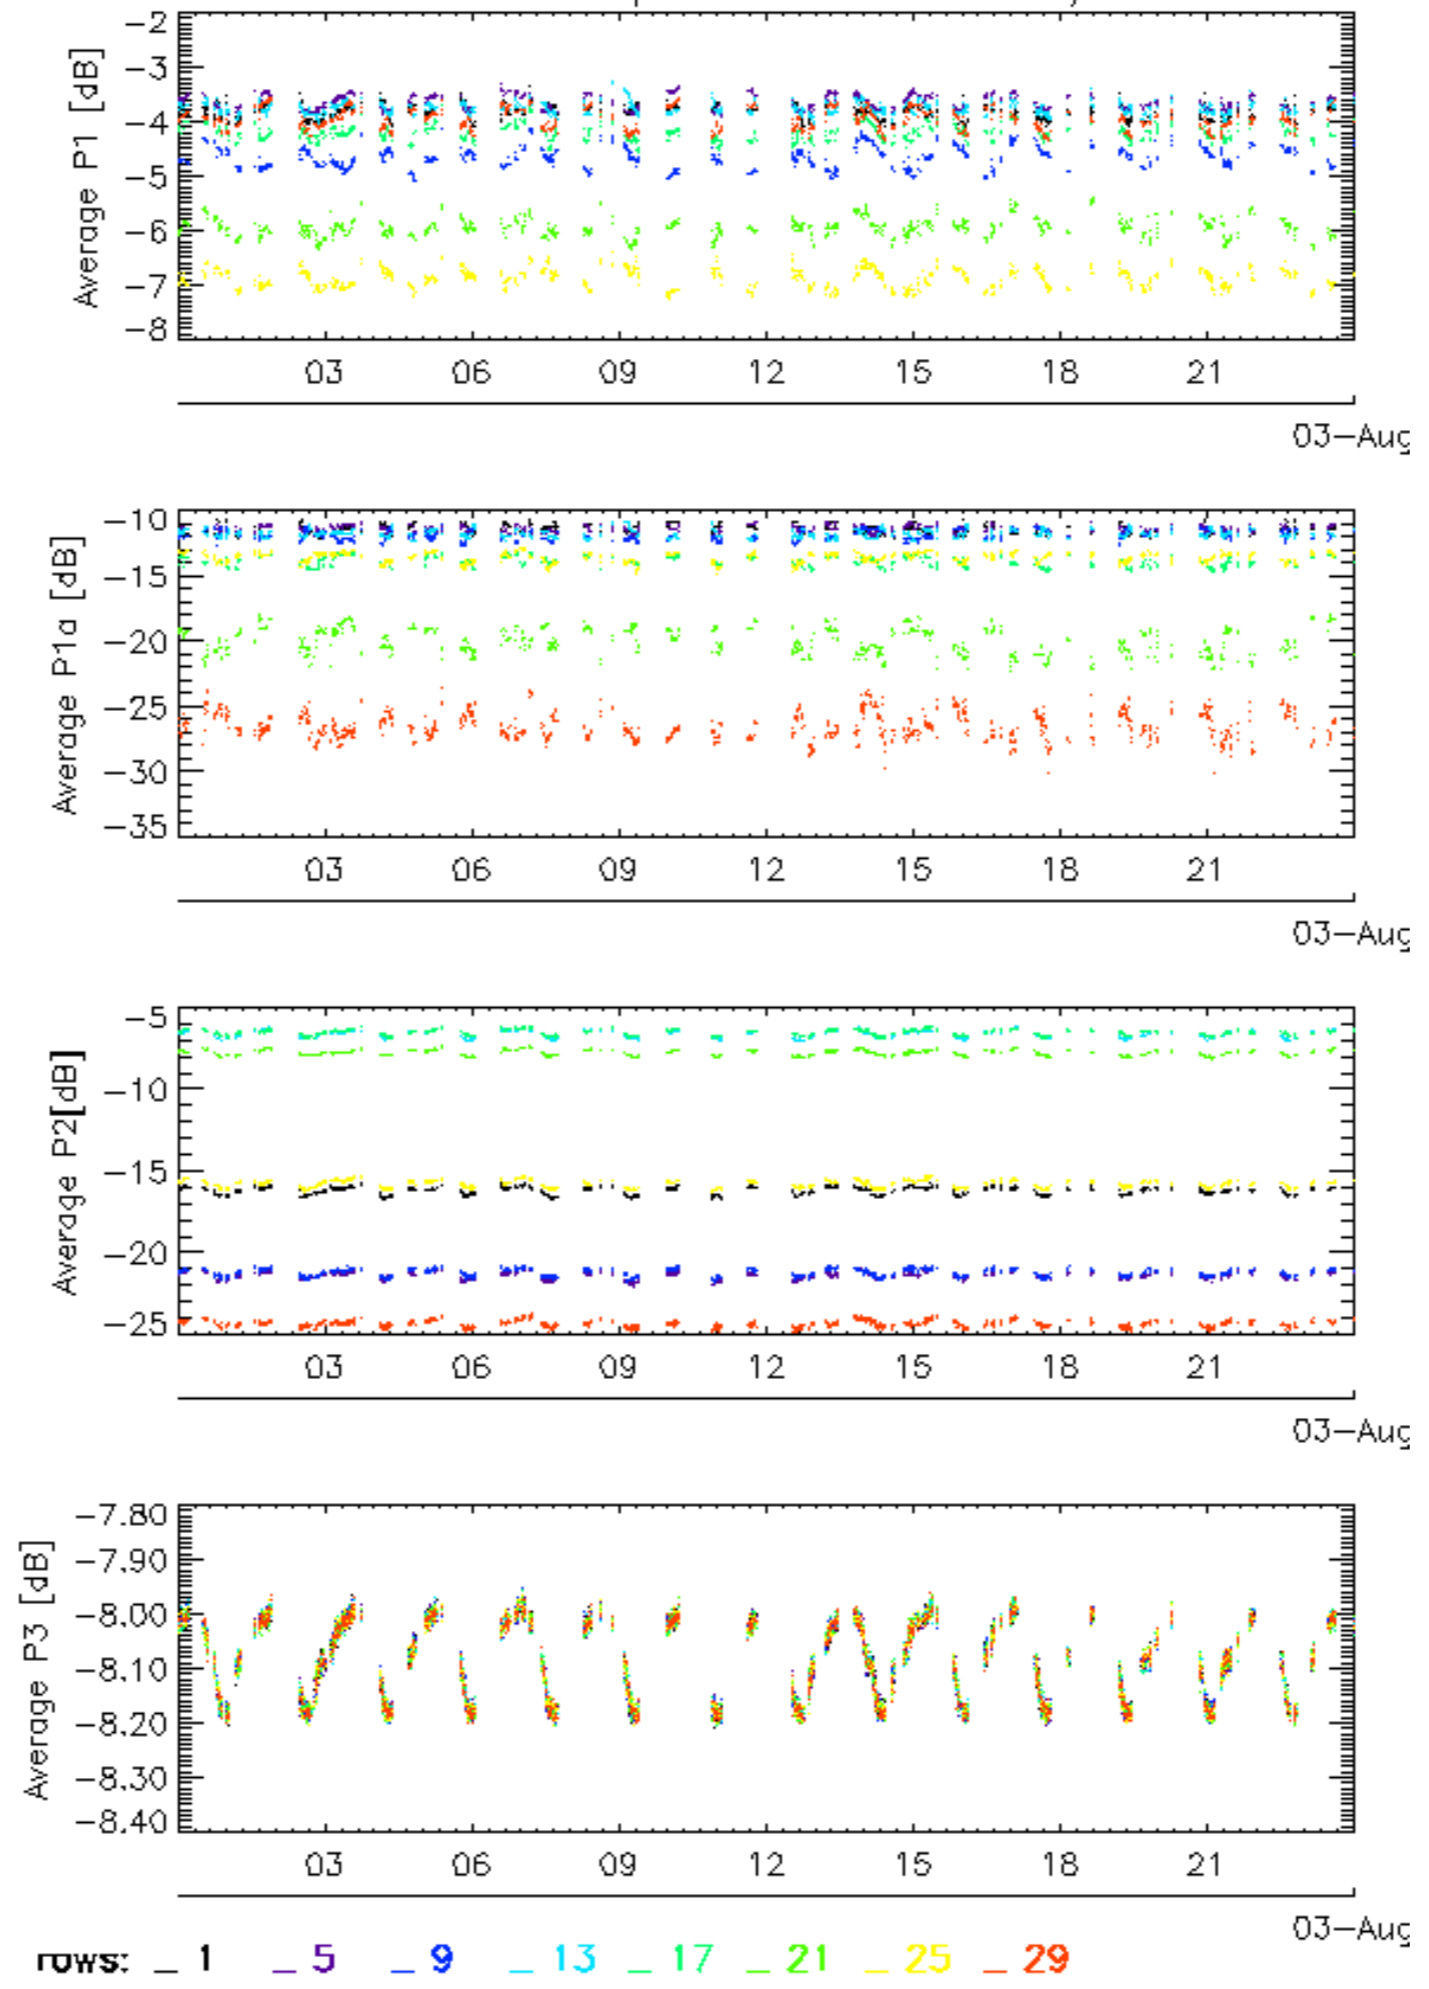 Average P1 [dB]
-2
-3
-4
-5
-6
-7
-8
03 06 09 12 15 18 21
03-Aug
Average P1a [dB]
-10
-15
-20
-25
-30
-35
03 06 09 12 15 18 21
03-Aug
Average P2[dB]
-5
-10
-15
-20
-25
03 06 09 12 15 18 21
03-Aug
Average P3 [dB]
-7.80
-7.90
-8.00
-8.10
-8.20
-8.30
-8.40
03 06 09 12 15 18 21
03-Aug
rows: _ 1 _ 5 _ 9 _ 13 _ 17 _ 21 _ 25 _ 29